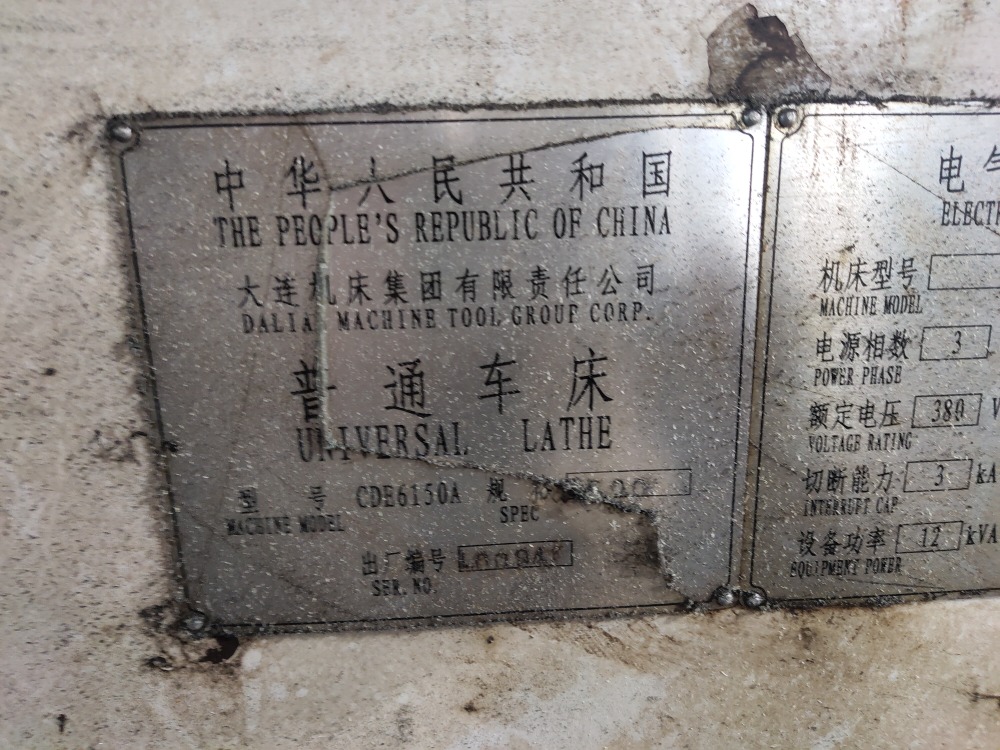 中华人民共和国
THE PEOPLE'S REPUBLIC OF CHINA
大连机床集团有限责任公司
DALIAN MACHINE TOOL GROUP CORP.
普通车床
UNIVERSAL LATHE
型号 CDE6150A 规格
MACHINE MODEL SPEC
出厂编号
SER. NO.
电气
ELECT
机床型号
MACHINE MODEL
电源相数 3
POWER PHASE
额定电压 380 V
VOLTAGE RATING
切断能力 3 kA
INTERRUPT CAP
设备功率 12 kVA
EQUIPMENT POWER